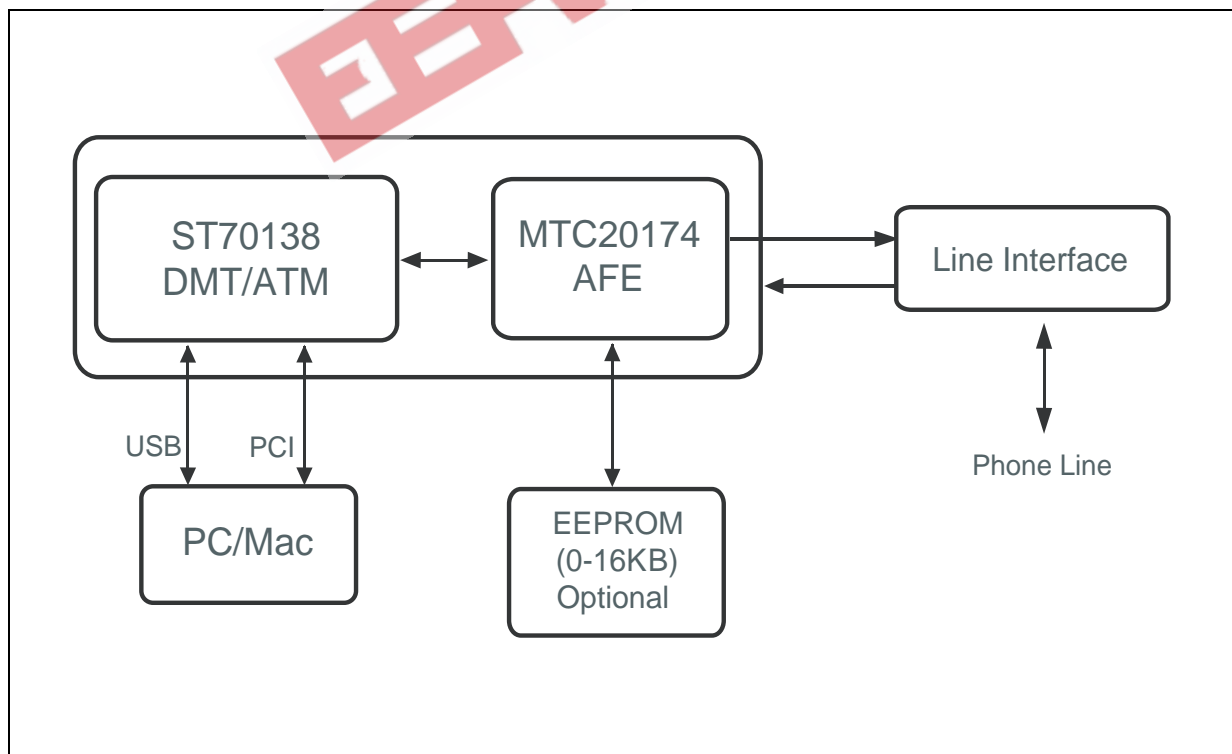 ST70138
DMT/ATM
MTC20174
AFE
Line Interface
USB
PCI
Phone Line
PC/Mac
EEPROM
(0-16KB)
Optional